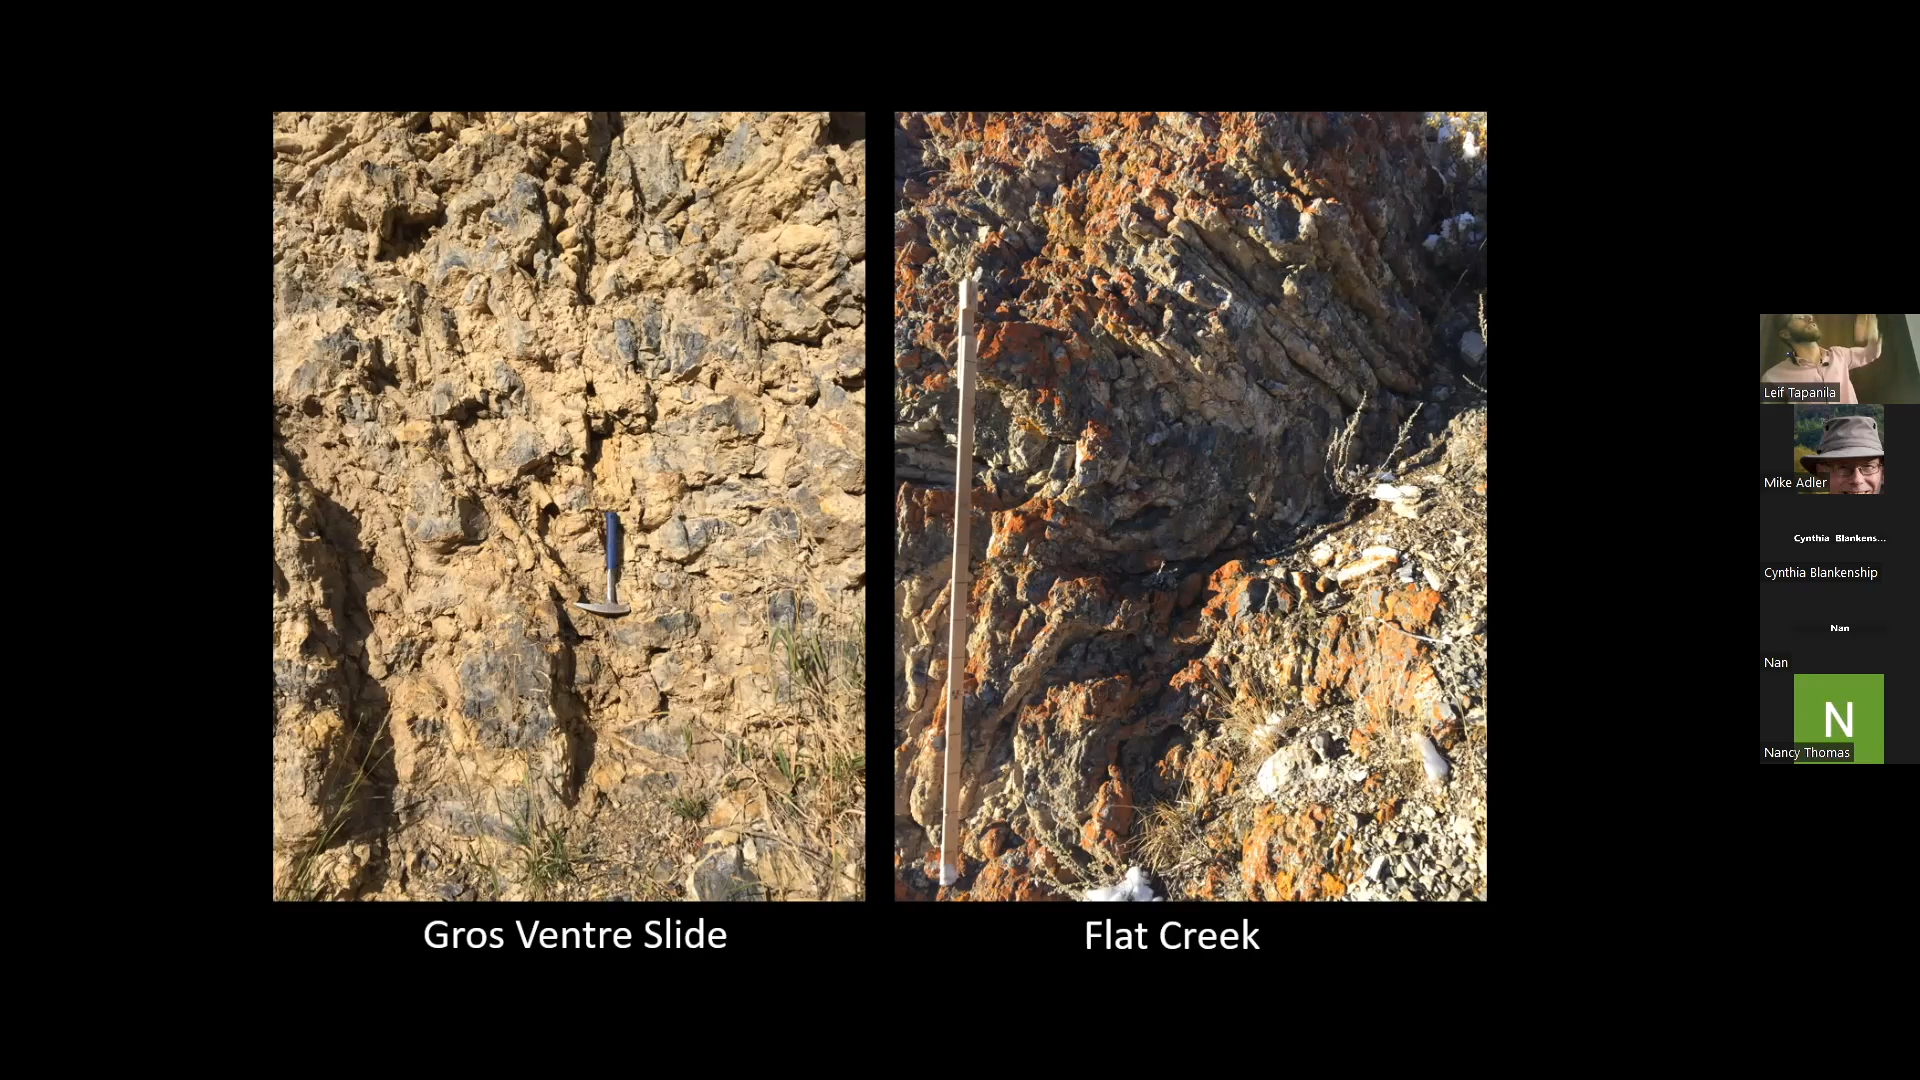 Gros Ventre Slide
Flat Creek
Leif Tapanila
Mike Adler
Cynthia Blankens...
Cynthia Blankenship
Nan
Nan
N
Nancy Thomas